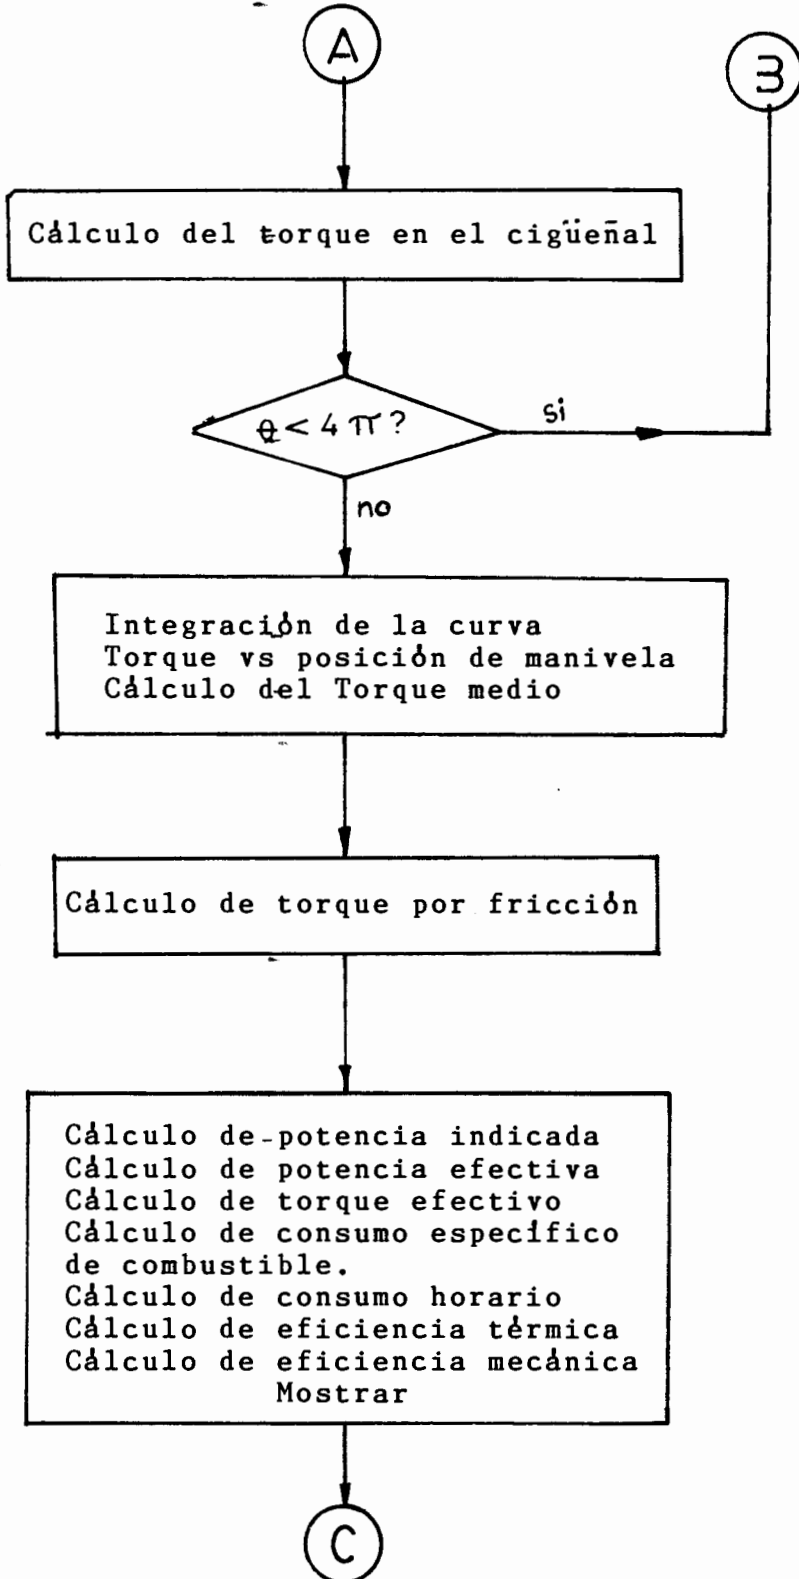 A
B
Cálculo del torque en el cigüeñal
θ < 4 π ?
si
no
Integración de la curva
Torque vs posición de manivela
Cálculo del Torque medio
Cálculo de torque por fricción
Cálculo de potencia indicada
Cálculo de potencia efectiva
Cálculo de torque efectivo
Cálculo de consumo específico
de combustible.
Cálculo de consumo horario
Cálculo de eficiencia térmica
Cálculo de eficiencia mecánica
Mostrar
C